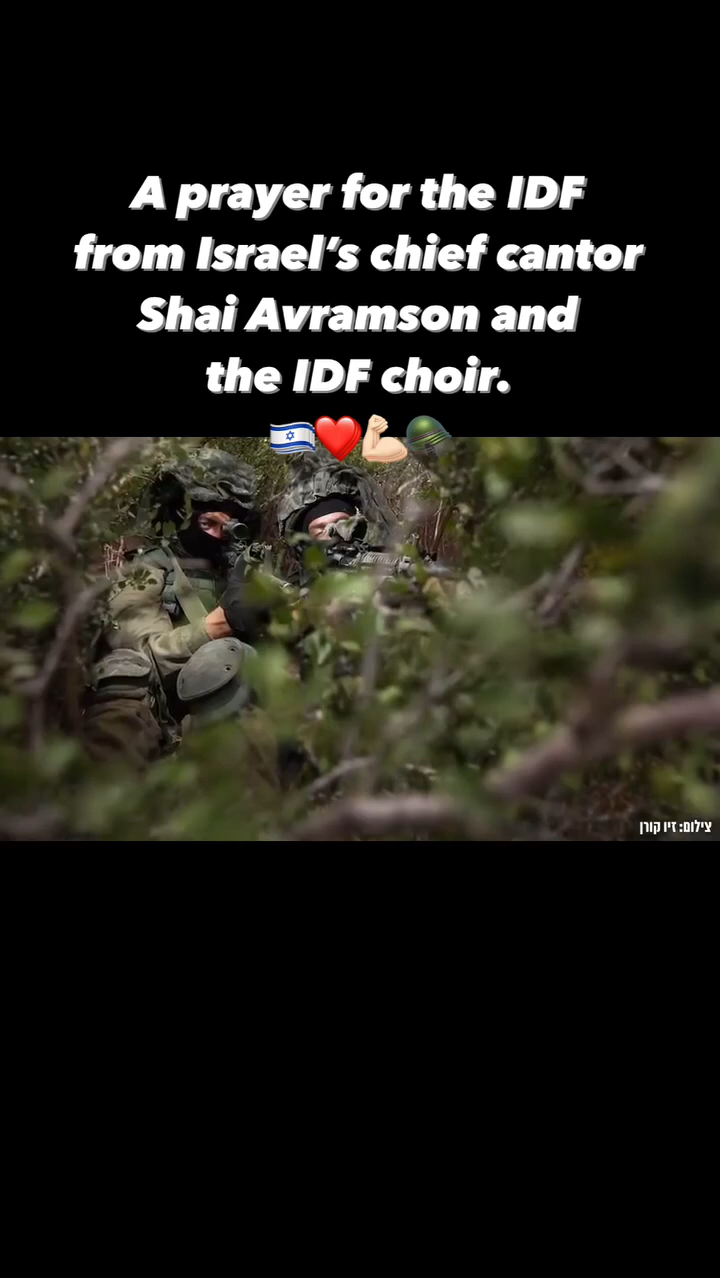 A prayer for the IDF
from Israel’s chief cantor
Shai Avramson and
the IDF choir.
🇮🇱❤️💪🏻🪖
צילום: זיו קורן